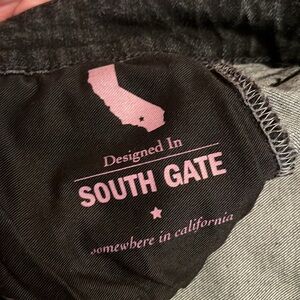 Designed In
SOUTH GATE
somewhere in california